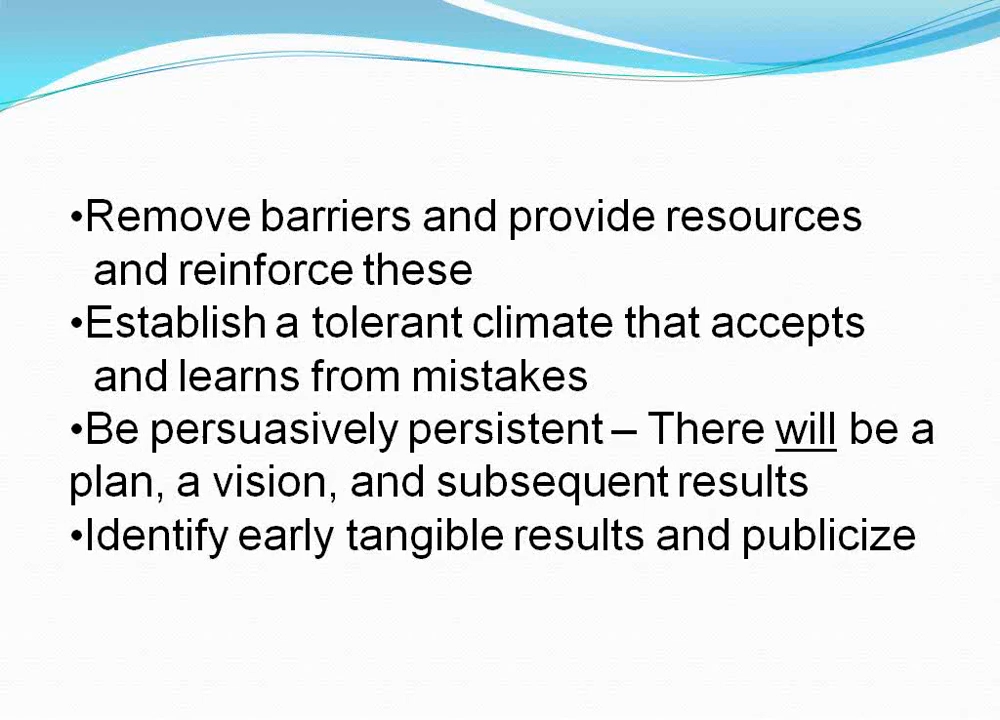 •Remove barriers and provide resources
and reinforce these
•Establish a tolerant climate that accepts
and learns from mistakes
•Be persuasively persistent – There will be a
plan, a vision, and subsequent results
•Identify early tangible results and publicize